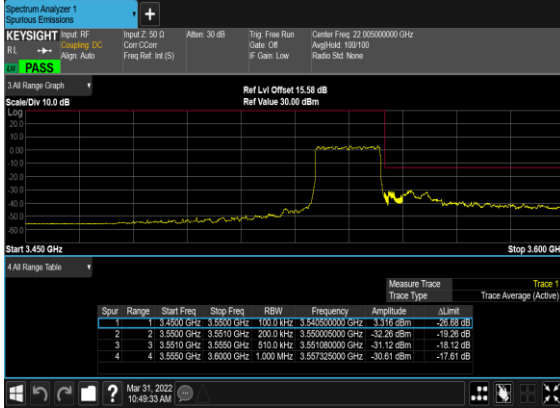 Spectrum Analyzer 1
Spurious Emissions
+
KEYSIGHT Input: RF Input Z: 50 Ω Atten: 30 dB Trig: Free Run Center Freq: 22.005000000 GHz
RL Coupling: DC Corr CCorr Gate: Off Avg|Hold: 100/100
Align: Auto Freq Ref: Int (S) IF Gain: Low Radio Std: None
PASS
3 All Range Graph
Ref Lvl Offset 15.58 dB
Scale/Div 10.0 dB Ref Value 30.00 dBm
Log
20.0
10.0
0.00
-10.0
-20.0
-30.0
-40.0
-50.0
-60.0
Start 3.450 GHz Stop 3.600 GH
4 All Range Table
Measure Trace Trace 1
Trace Type Trace Average (Active)
Spur Range Start Freq Stop Freq RBW Frequency Amplitude ΔLimit
1 1 3.4500 GHz 3.5500 GHz 100.0 kHz 3.540500000 GHz 3.316 dBm -26.68 dB
2 2 3.5500 GHz 3.5510 GHz 200.0 kHz 3.550005000 GHz -32.26 dBm -19.26 dB
3 3 3.5510 GHz 3.5550 GHz 510.0 kHz 3.551080000 GHz -31.12 dBm -18.12 dB
4 4 3.5550 GHz 3.6000 GHz 1.000 MHz 3.557325000 GHz -30.61 dBm -17.61 dB
?
Mar 31, 2022
10:49:33 AM